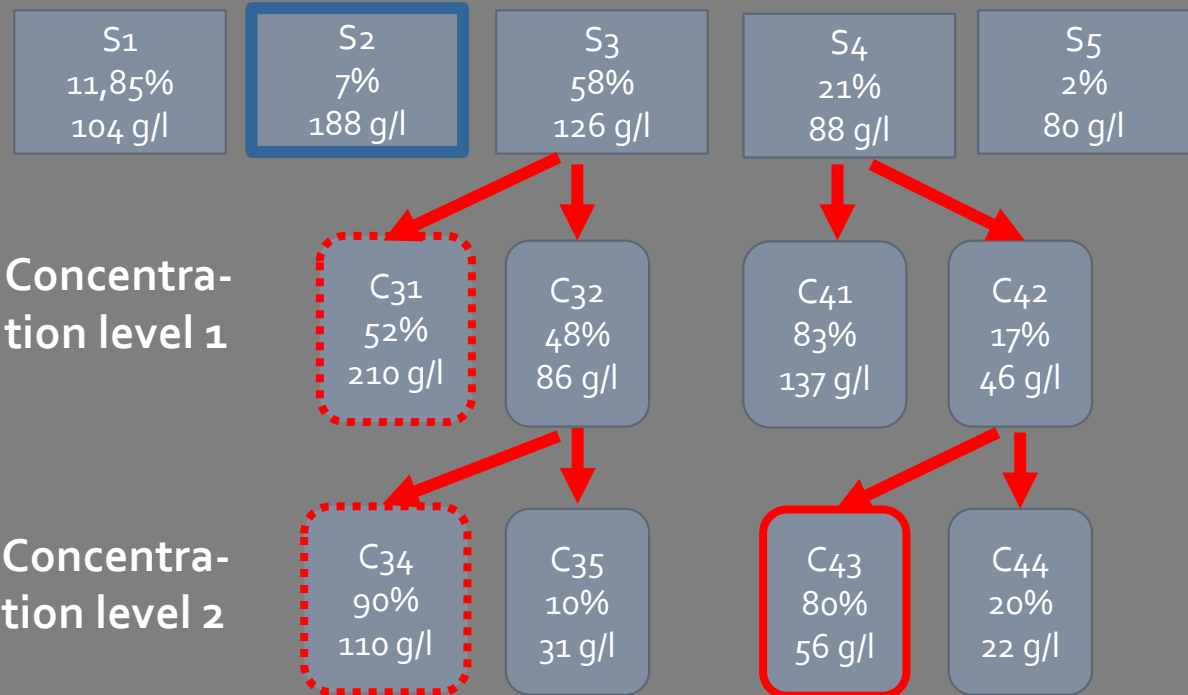 S1
11,85%
104 g/l
S2
7%
188 g/l
S3
58%
126 g/l
S4
21%
88 g/l
S5
2%
80 g/l
Concentra-
tion level 1
C31
52%
210 g/l
C32
48%
86 g/l
C41
83%
137 g/l
C42
17%
46 g/l
Concentra-
tion level 2
C34
90%
110 g/l
C35
10%
31 g/l
C43
80%
56 g/l
C44
20%
22 g/l